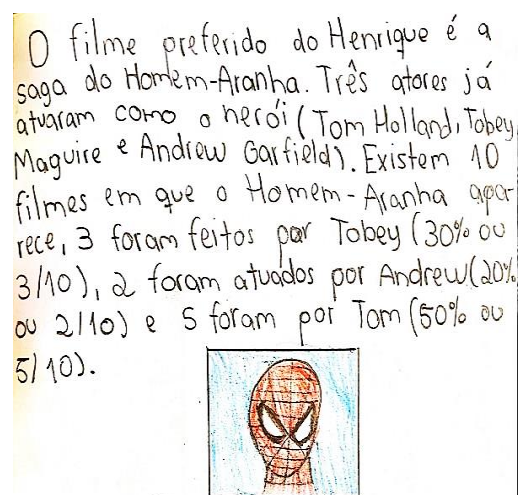 O filme preferido do Henrique é a
saga do Homem-Aranha. Três atores já
atuaram como o herói (Tom Holland, Tobey
Maguire e Andrew Garfield). Existem 10
filmes em que o Homem-Aranha apa-
rece, 3 foram feitos por Tobey (30% ou
3/10), 2 foram atuados por Andrew (20%
ou 2/10) e 5 foram por Tom (50% ou
5/10).